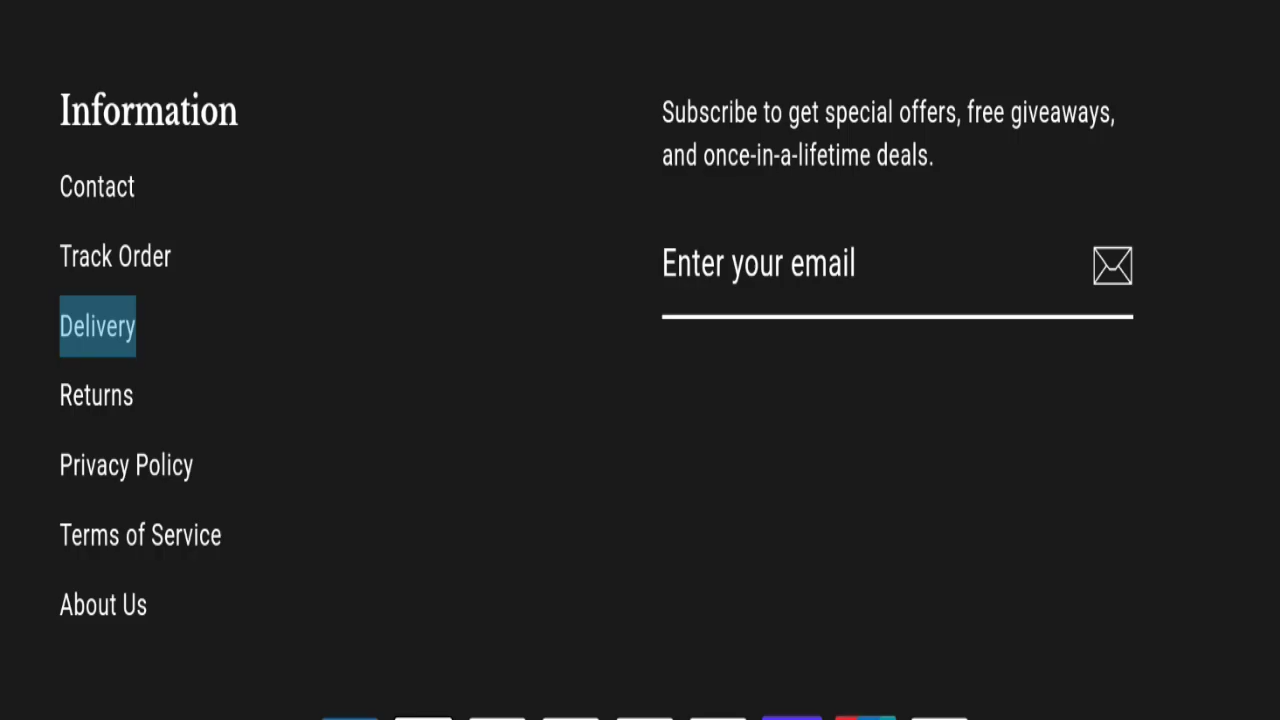 Information
Contact
Track Order
Delivery
Returns
Privacy Policy
Terms of Service
About Us
Subscribe to get special offers, free giveaways,
and once-in-a-lifetime deals.
Enter your email